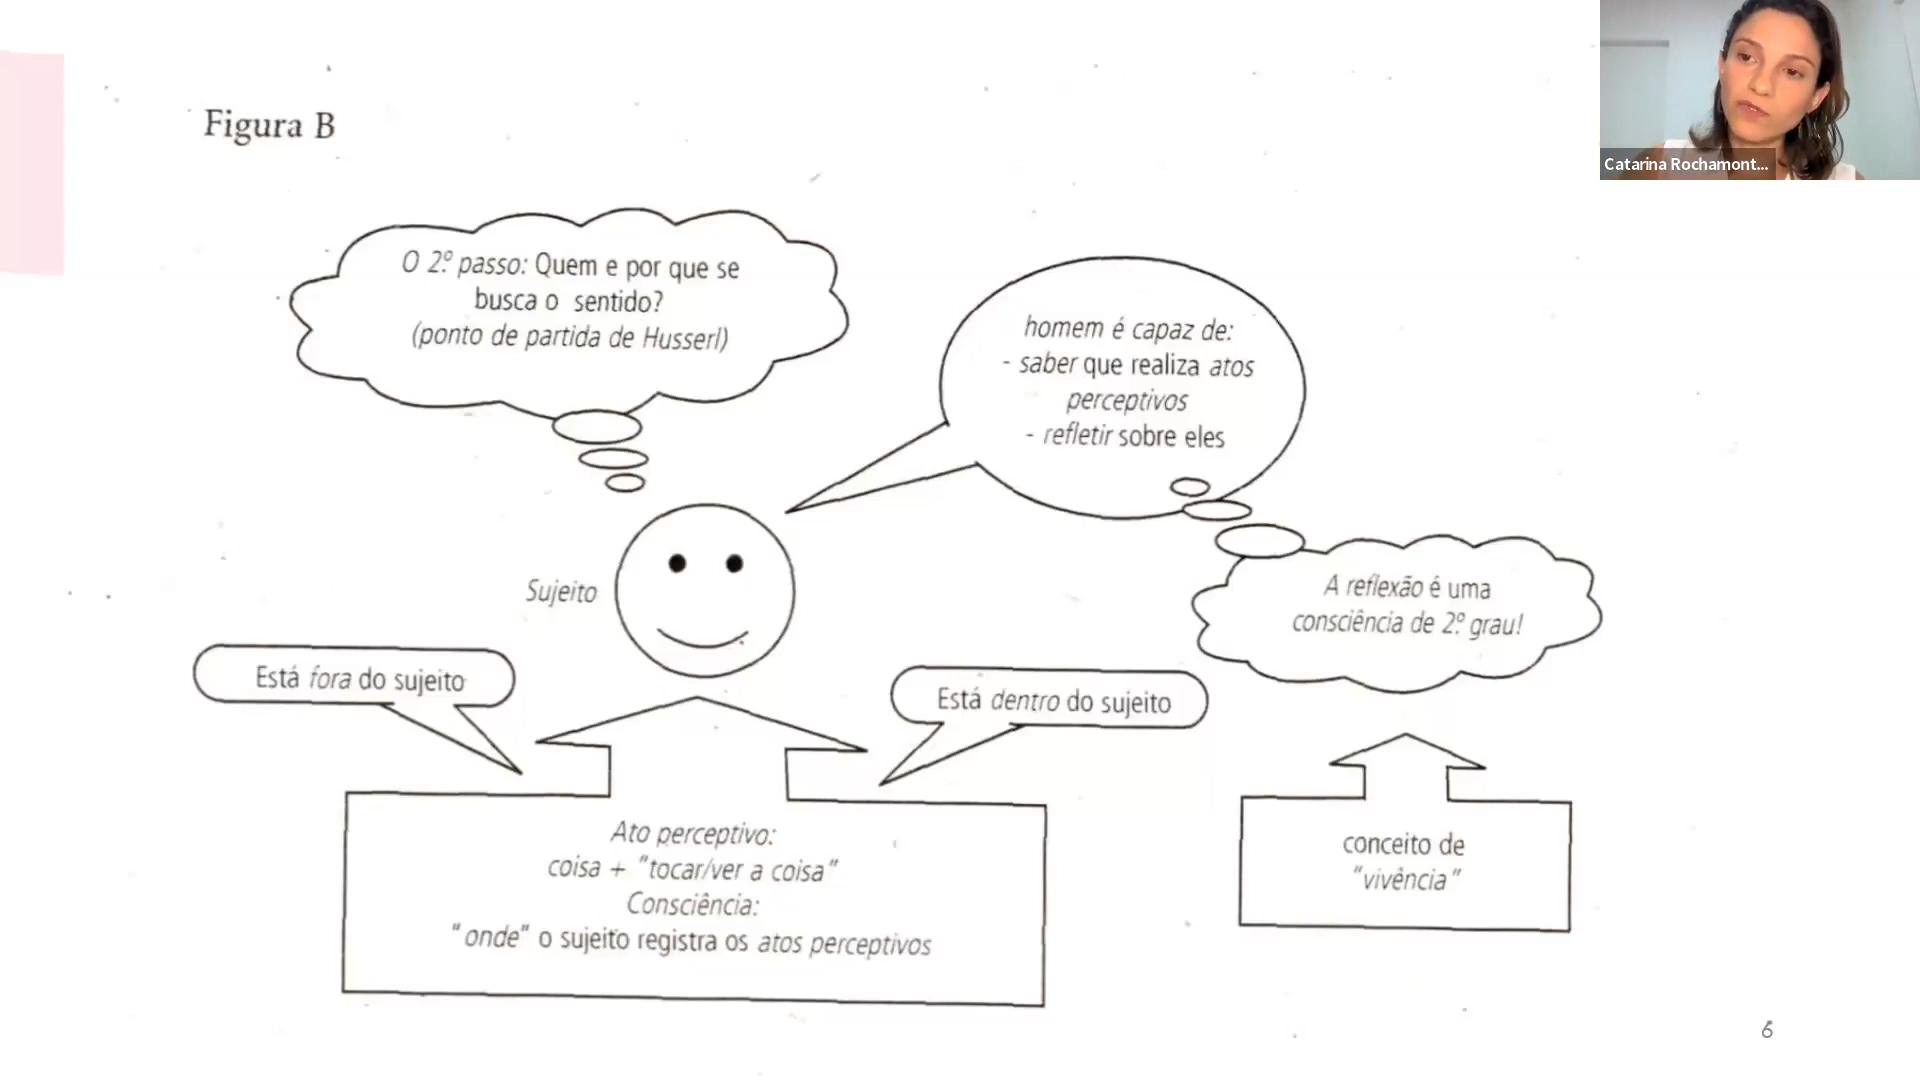 Catarina Rochamont...
Figura B
O 2.º passo: Quem e por que se
busca o sentido?
(ponto de partida de Husserl)
homem é capaz de:
- saber que realiza atos
perceptivos
- refletir sobre eles
Sujeito
A reflexão é uma
consciência de 2.º grau!
Está fora do sujeito
Está dentro do sujeito
Ato perceptivo:
coisa + "tocar/ver a coisa"
Consciência:
"onde" o sujeito registra os atos perceptivos
conceito de
"vivência"
6